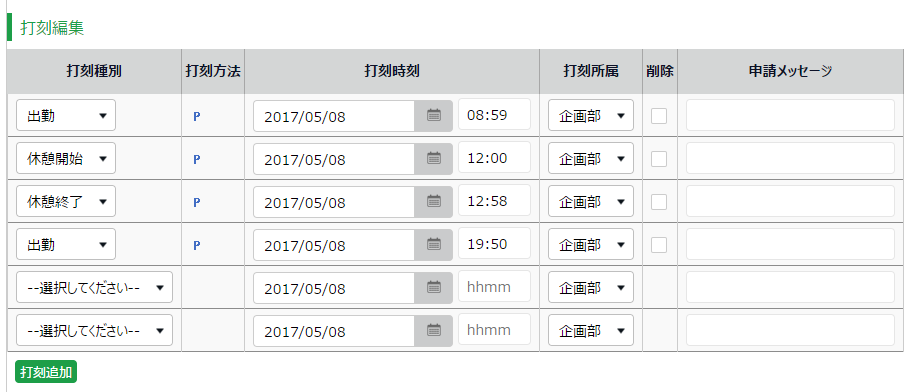 打刻編集
打刻種別 打刻方法 打刻時刻 打刻所属 削除 申請メッセージ
出勤 P 2017/05/08 08:59 企画部
休憩開始 P 2017/05/08 12:00 企画部
休憩終了 P 2017/05/08 12:58 企画部
出勤 P 2017/05/08 19:50 企画部
--選択してください-- 2017/05/08 hhmm 企画部
--選択してください-- 2017/05/08 hhmm 企画部
打刻追加